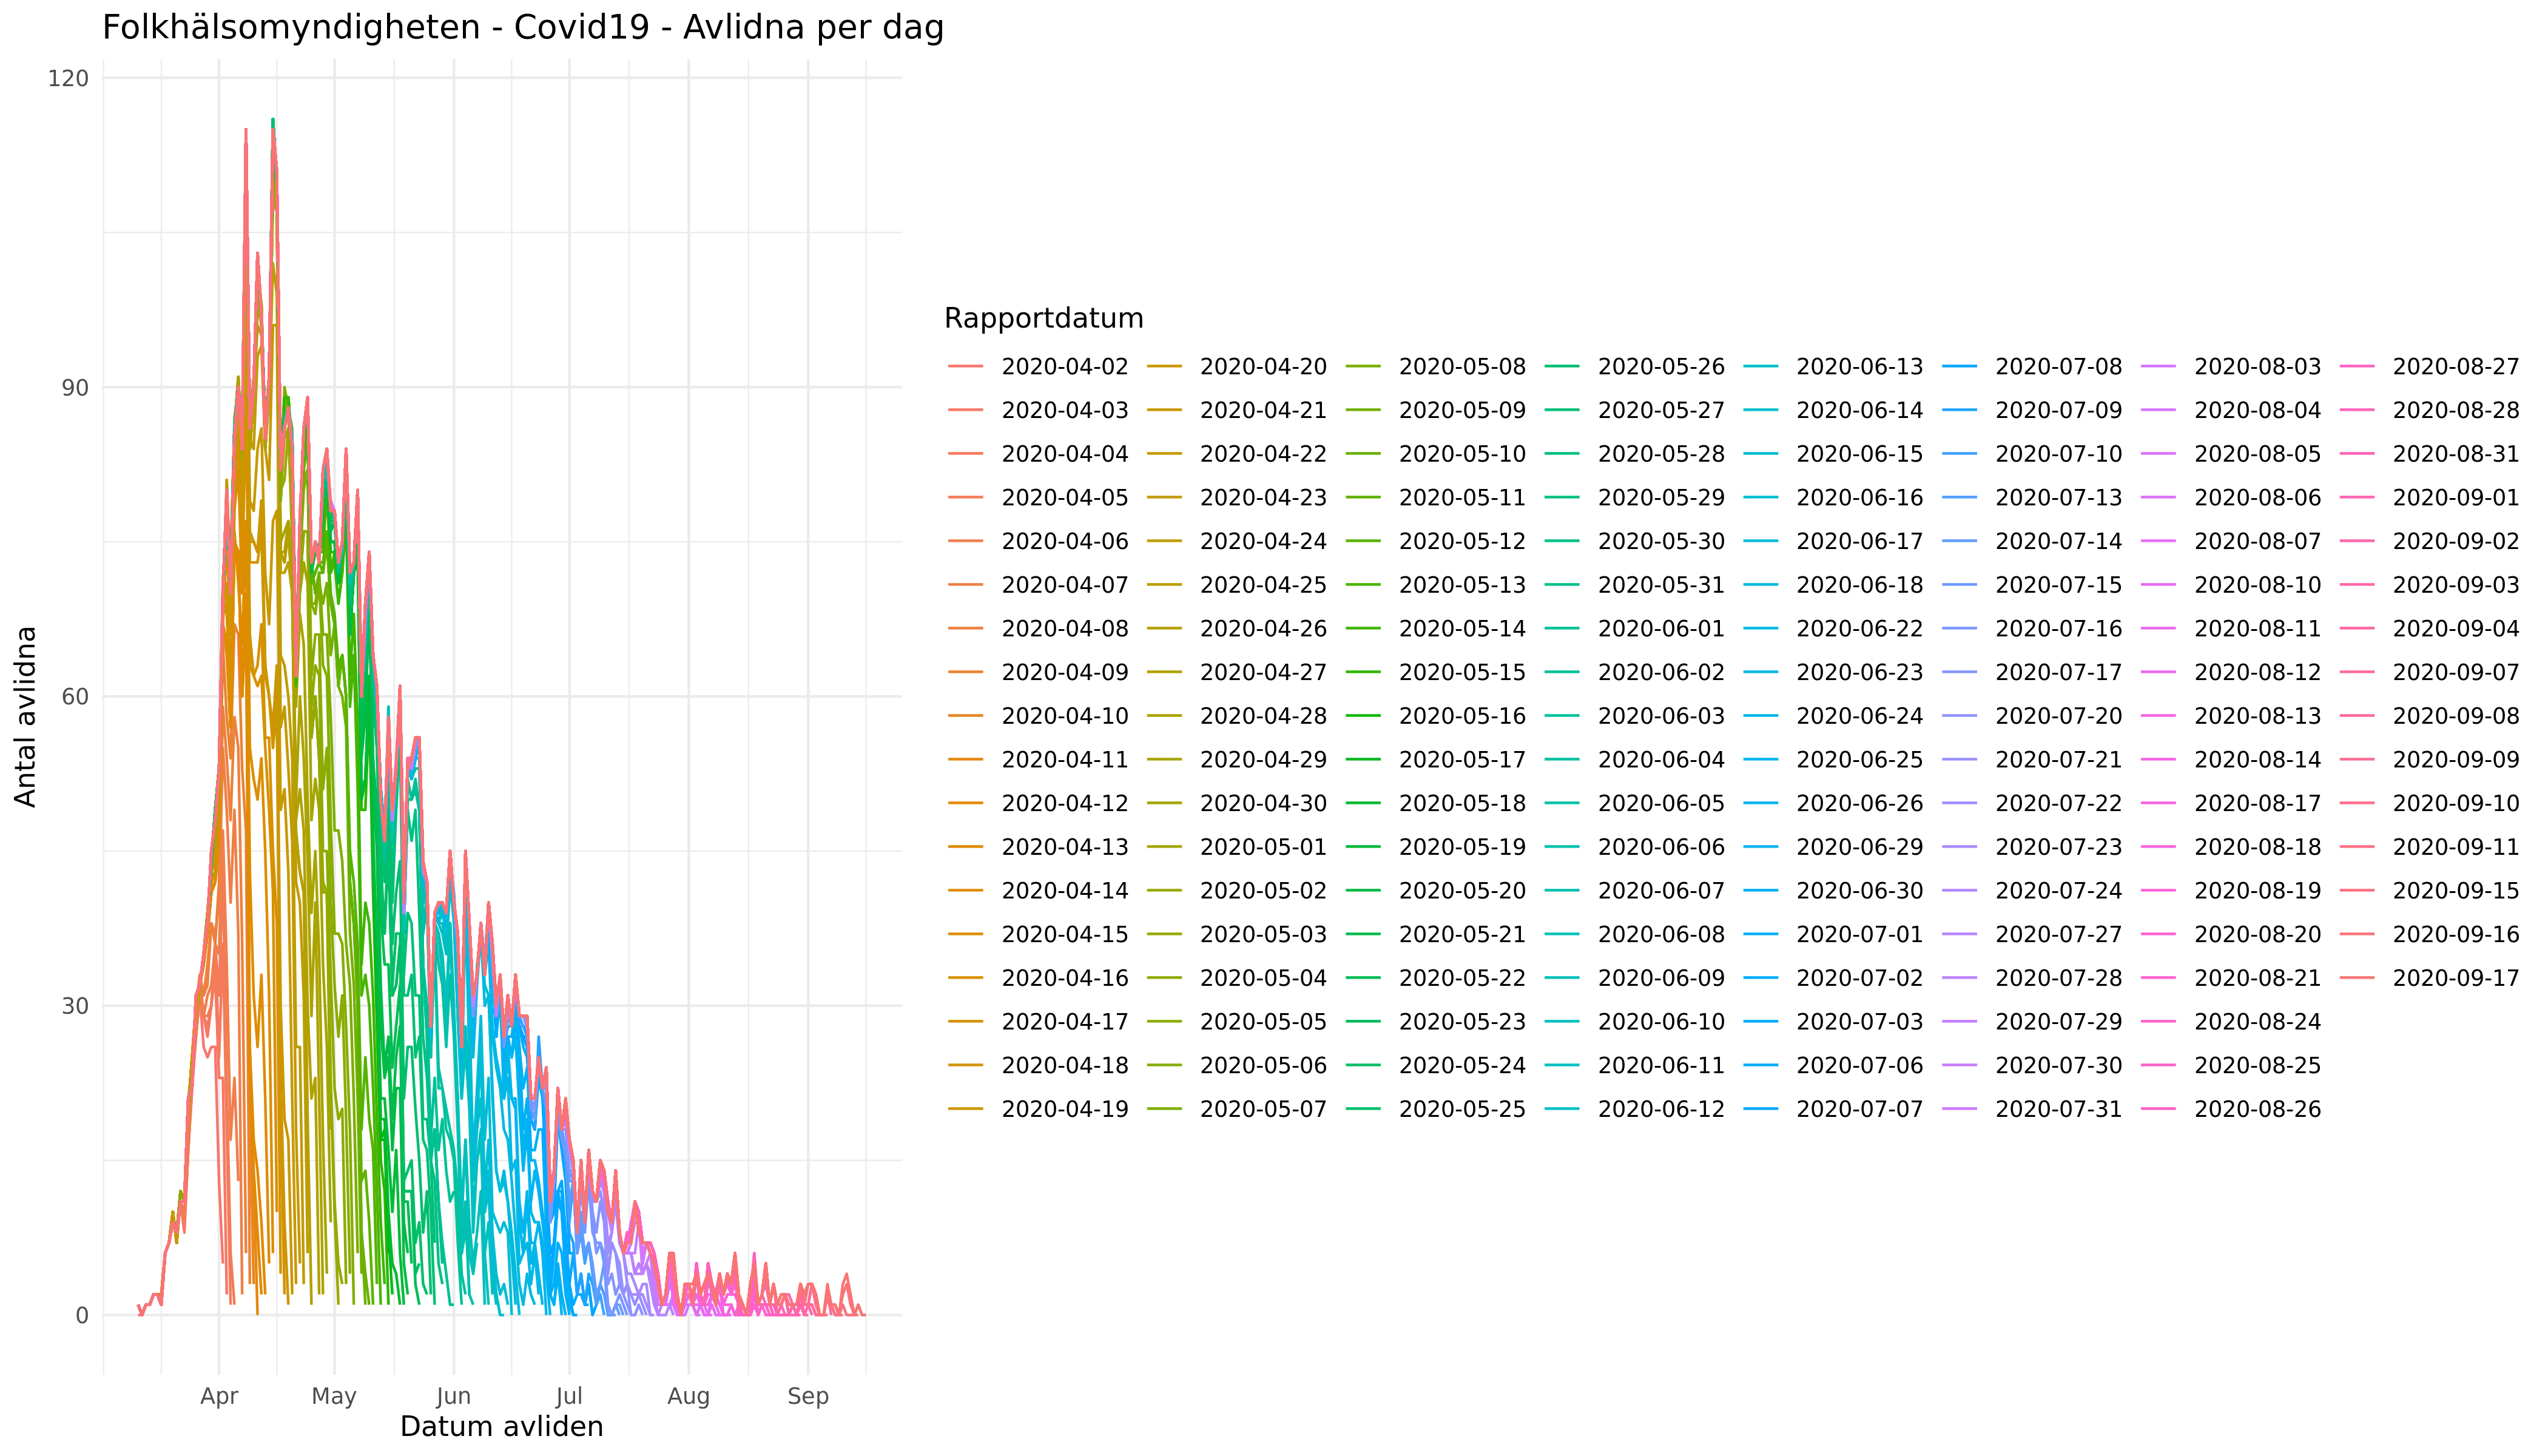 Folkhälsomyndigheten - Covid19 - Avlidna per dag
120
90
60
30
0
Antal avlidna
Apr May Jun Jul Aug Sep
Datum avliden
Rapportdatum
2020-04-02 2020-04-20 2020-05-08 2020-05-26 2020-06-13 2020-07-08 2020-08-03 2020-08-27
2020-04-03 2020-04-21 2020-05-09 2020-05-27 2020-06-14 2020-07-09 2020-08-04 2020-08-28
2020-04-04 2020-04-22 2020-05-10 2020-05-28 2020-06-15 2020-07-10 2020-08-05 2020-08-31
2020-04-05 2020-04-23 2020-05-11 2020-05-29 2020-06-16 2020-07-13 2020-08-06 2020-09-01
2020-04-06 2020-04-24 2020-05-12 2020-05-30 2020-06-17 2020-07-14 2020-08-07 2020-09-02
2020-04-07 2020-04-25 2020-05-13 2020-05-31 2020-06-18 2020-07-15 2020-08-10 2020-09-03
2020-04-08 2020-04-26 2020-05-14 2020-06-01 2020-06-22 2020-07-16 2020-08-11 2020-09-04
2020-04-09 2020-04-27 2020-05-15 2020-06-02 2020-06-23 2020-07-17 2020-08-12 2020-09-07
2020-04-10 2020-04-28 2020-05-16 2020-06-03 2020-06-24 2020-07-20 2020-08-13 2020-09-08
2020-04-11 2020-04-29 2020-05-17 2020-06-04 2020-06-25 2020-07-21 2020-08-14 2020-09-09
2020-04-12 2020-04-30 2020-05-18 2020-06-05 2020-06-26 2020-07-22 2020-08-17 2020-09-10
2020-04-13 2020-05-01 2020-05-19 2020-06-06 2020-06-29 2020-07-23 2020-08-18 2020-09-11
2020-04-14 2020-05-02 2020-05-20 2020-06-07 2020-06-30 2020-07-24 2020-08-19 2020-09-15
2020-04-15 2020-05-03 2020-05-21 2020-06-08 2020-07-01 2020-07-27 2020-08-20 2020-09-16
2020-04-16 2020-05-04 2020-05-22 2020-06-09 2020-07-02 2020-07-28 2020-08-21 2020-09-17
2020-04-17 2020-05-05 2020-05-23 2020-06-10 2020-07-03 2020-07-29 2020-08-24
2020-04-18 2020-05-06 2020-05-24 2020-06-11 2020-07-06 2020-07-30 2020-08-25
2020-04-19 2020-05-07 2020-05-25 2020-06-12 2020-07-07 2020-07-31 2020-08-26